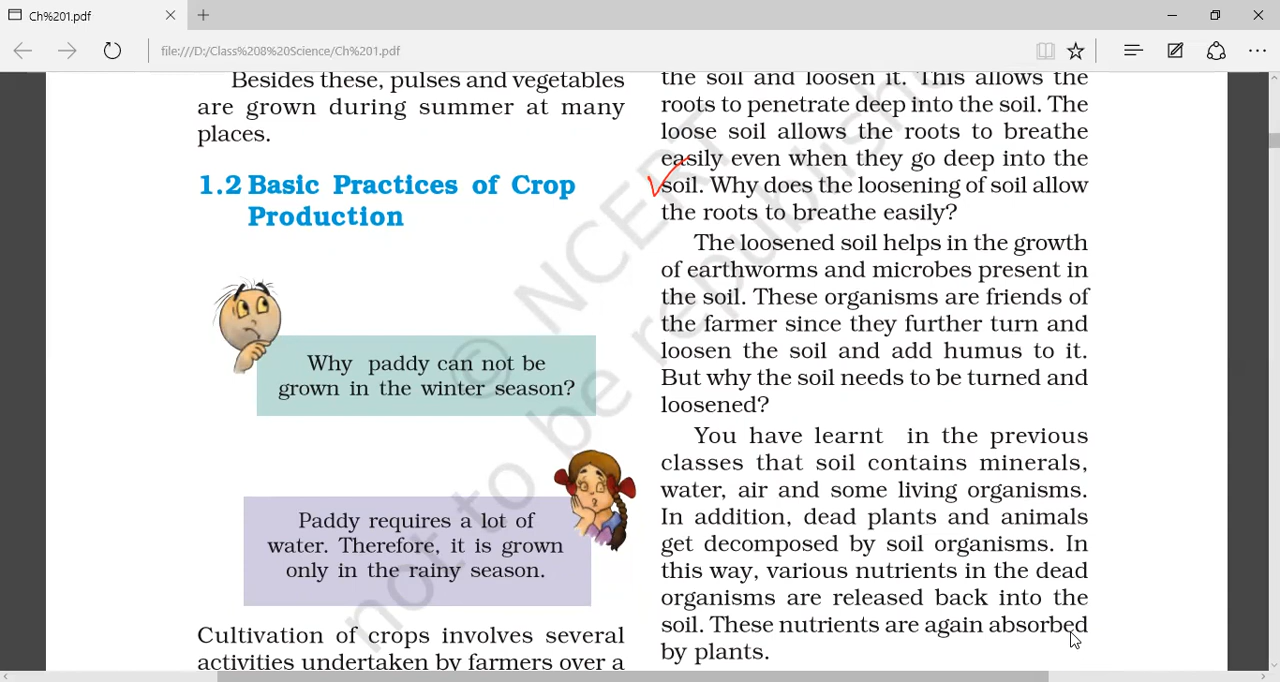 Ch%201.pdf
file:///D:/Class%208%20Science/Ch%201.pdf
Besides these, pulses and vegetables
are grown during summer at many
places.
1.2 Basic Practices of Crop
Production
Why paddy can not be
grown in the winter season?
Paddy requires a lot of
water. Therefore, it is grown
only in the rainy season.
Cultivation of crops involves several
activities undertaken by farmers over a
the soil and loosen it. This allows the
roots to penetrate deep into the soil. The
loose soil allows the roots to breathe
easily even when they go deep into the
soil. Why does the loosening of soil allow
the roots to breathe easily?
The loosened soil helps in the growth
of earthworms and microbes present in
the soil. These organisms are friends of
the farmer since they further turn and
loosen the soil and add humus to it.
But why the soil needs to be turned and
loosened?
You have learnt in the previous
classes that soil contains minerals,
water, air and some living organisms.
In addition, dead plants and animals
get decomposed by soil organisms. In
this way, various nutrients in the dead
organisms are released back into the
soil. These nutrients are again absorbed
by plants.
© NCERT
not to be republished